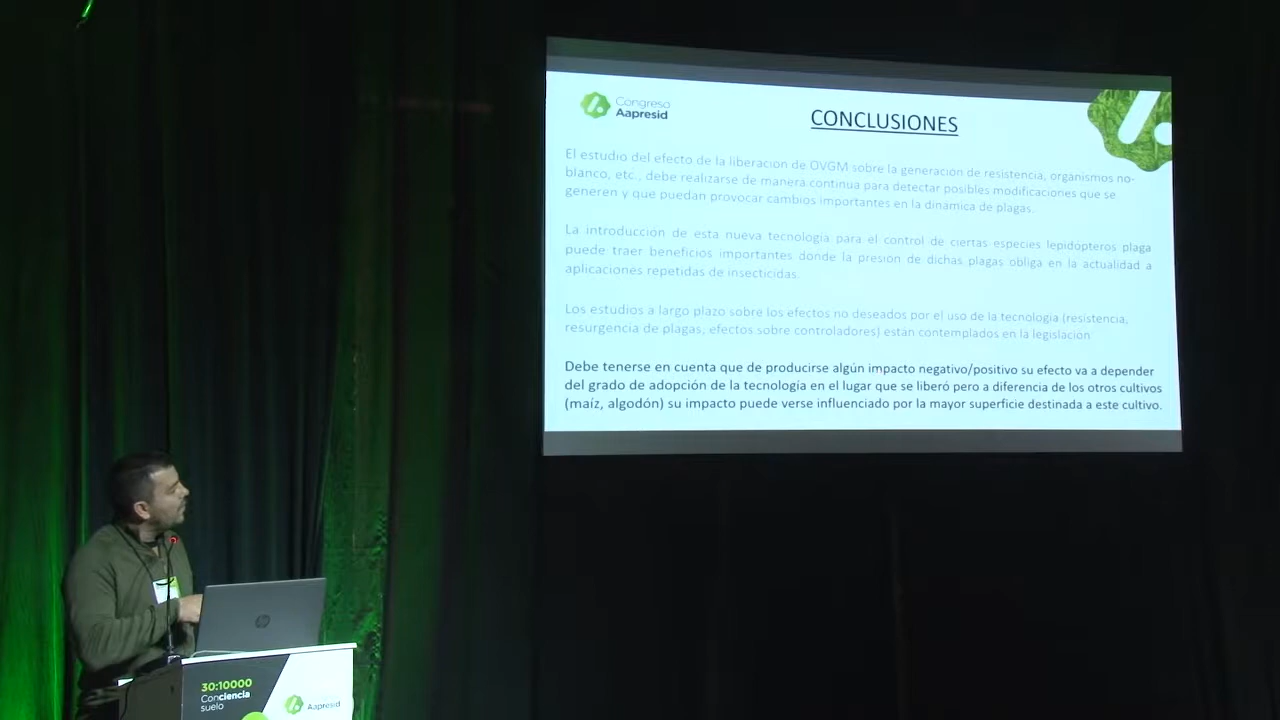 Congreso
Aapresid
CONCLUSIONES
El estudio del efecto de la liberación de OVGM sobre la generación de resistencia, organismos no-
blanco, etc., debe realizarse de manera continua para detectar posibles modificaciones que se
generen y que puedan provocar cambios importantes en la dinamica de plagas.
La introducción de esta nueva tecnología para el control de ciertas especies lepidópteros plaga
puede traer beneficios importantes donde la presión de dichas plagas obliga en la actualidad a
aplicaciones repetidas de insecticidas.
Los estudios a largo plazo sobre los efectos no deseados por el uso de la tecnología (resistencia,
resurgencia de plagas, efectos sobre controladores) estan contemplados en la legislacion
Debe tenerse en cuenta que de producirse algún impacto negativo/positivo su efecto va a depender
del grado de adopción de la tecnología en el lugar que se liberó pero a diferencia de los otros cultivos
(maíz, algodón) su impacto puede verse influenciado por la mayor superficie destinada a este cultivo.
hp
30:10000
Conciencia
suelo
Aapresid